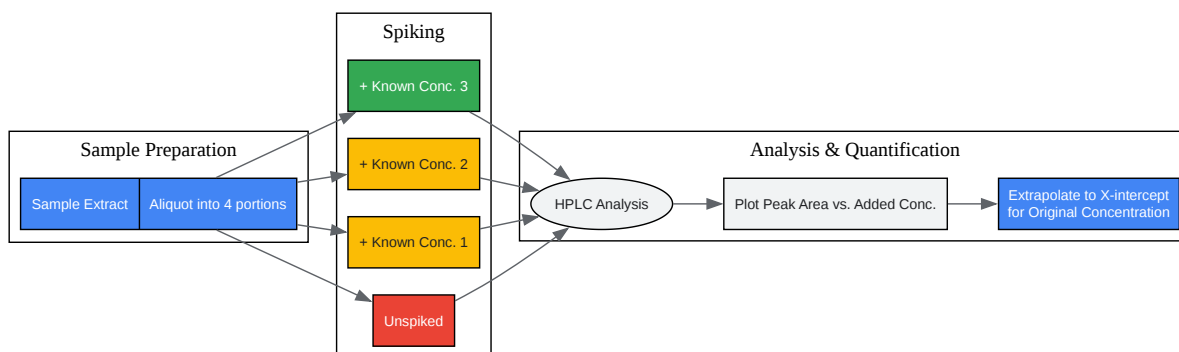 Sample Preparation
Sample Extract
Aliquot into 4 portions
Spiking
+ Known Conc. 3
+ Known Conc. 2
+ Known Conc. 1
Unspiked
Analysis & Quantification
HPLC Analysis
Plot Peak Area vs. Added Conc.
Extrapolate to X-intercept
for Original Concentration